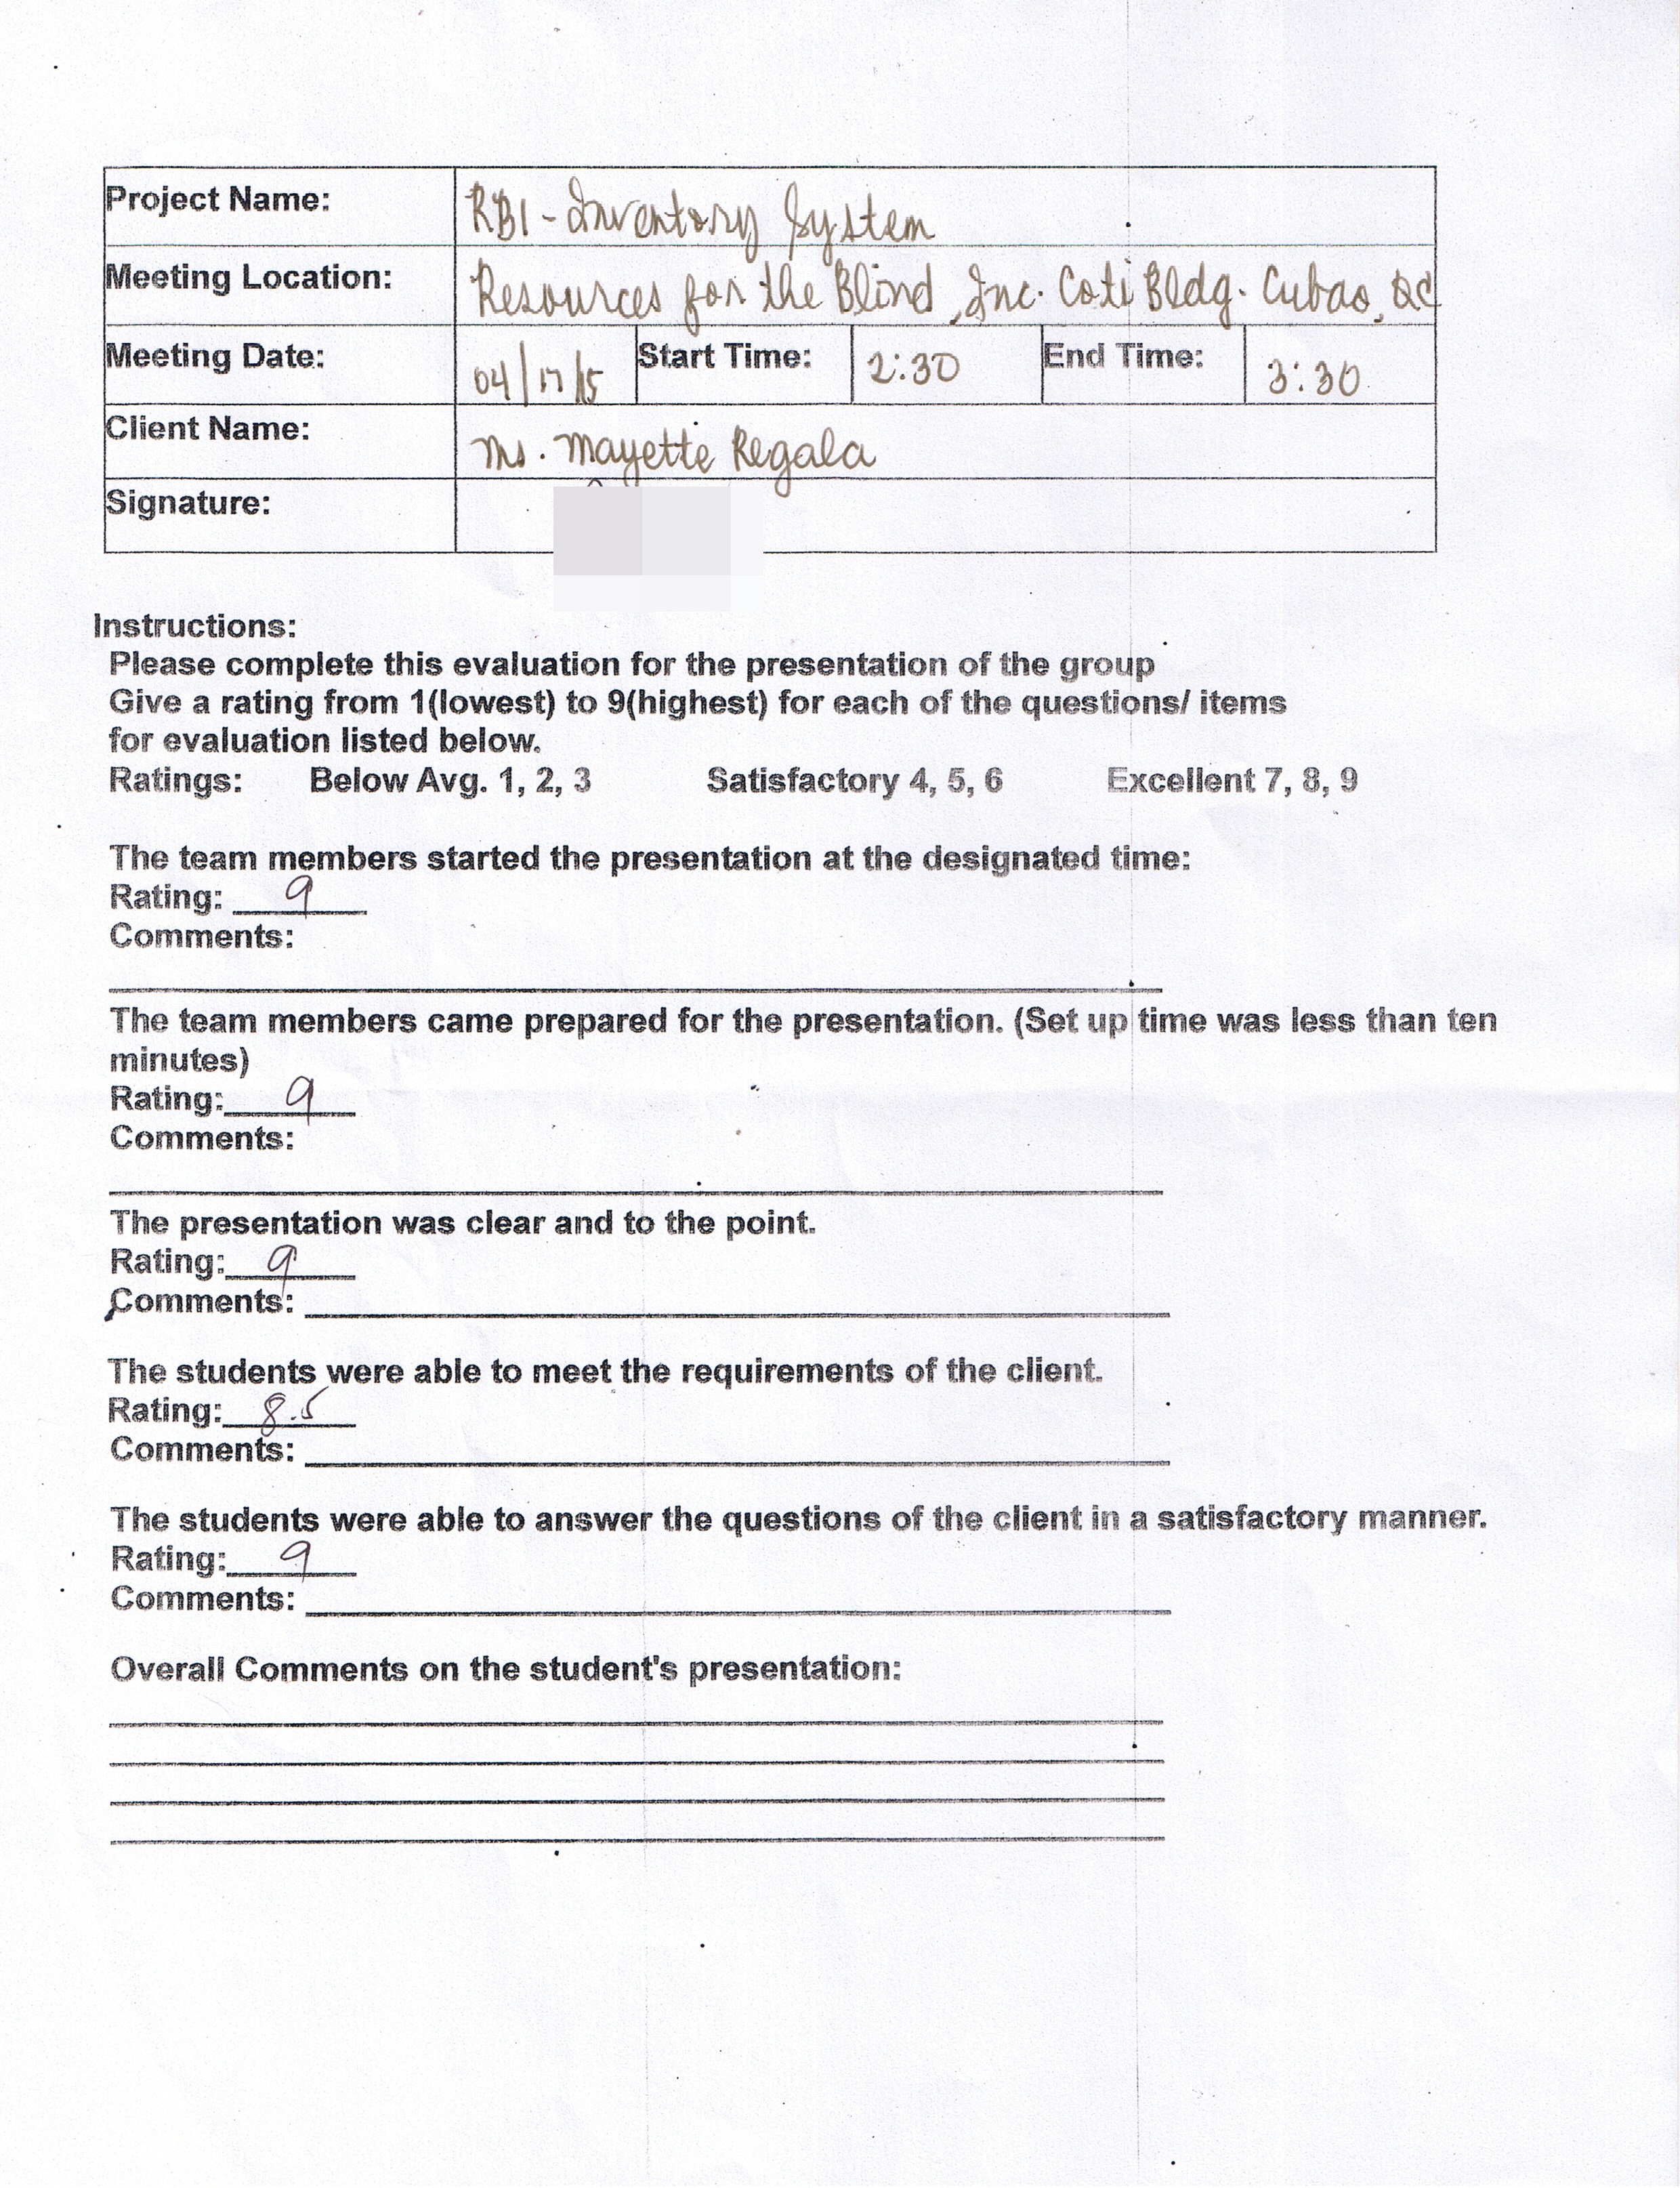 Project Name: RBI - Inventory System
Meeting Location: Resources for the Blind, Inc. Coti Bldg. Cubao, QC
Meeting Date: 04/17/15 Start Time: 2:30 End Time: 3:30
Client Name: Ms. Mayette Regala
Signature:
Instructions:
Please complete this evaluation for the presentation of the group
Give a rating from 1(lowest) to 9(highest) for each of the questions/ items
for evaluation listed below.
Ratings: Below Avg. 1, 2, 3 Satisfactory 4, 5, 6 Excellent 7, 8, 9
The team members started the presentation at the designated time:
Rating: 9
Comments:
The team members came prepared for the presentation. (Set up time was less than ten
minutes)
Rating: 9
Comments:
The presentation was clear and to the point.
Rating: 9
Comments:
The students were able to meet the requirements of the client.
Rating: 8.5
Comments:
The students were able to answer the questions of the client in a satisfactory manner.
Rating: 9
Comments:
Overall Comments on the student's presentation: